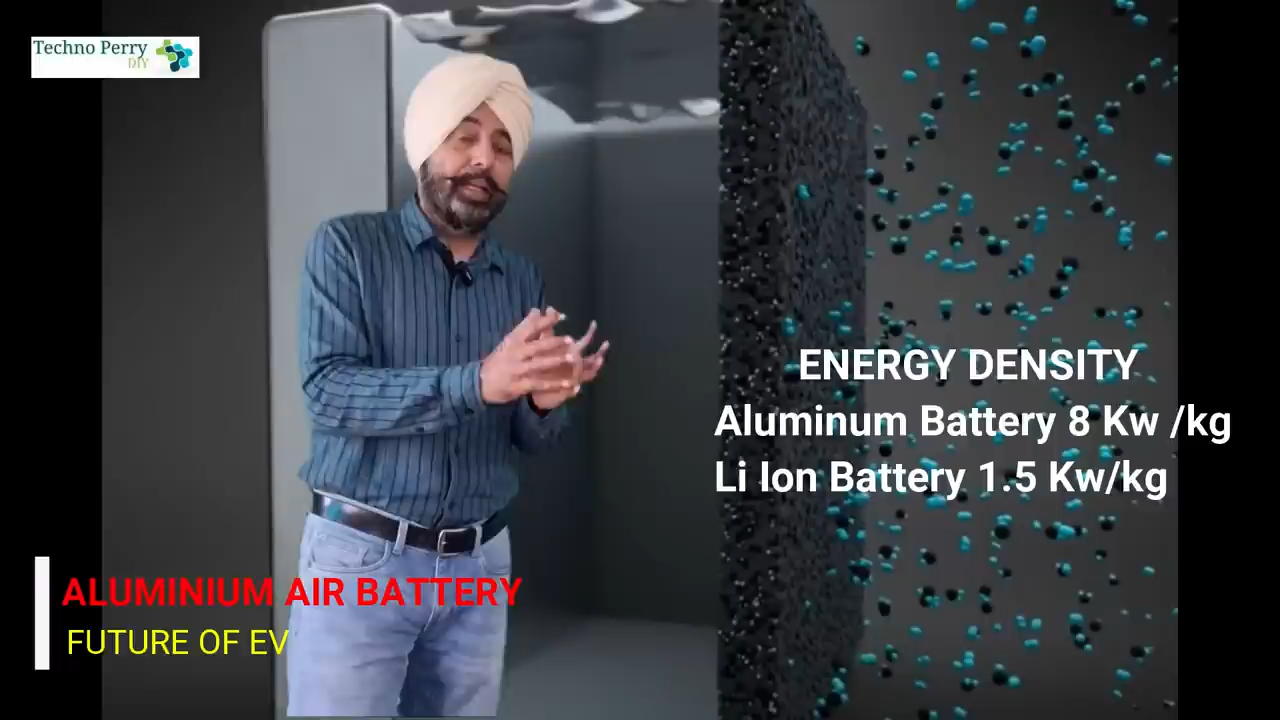 Techno Perry
DIY
ENERGY DENSITY
Aluminum Battery 8 Kw /kg
Li Ion Battery 1.5 Kw/kg
ALUMINIUM AIR BATTERY
FUTURE OF EV